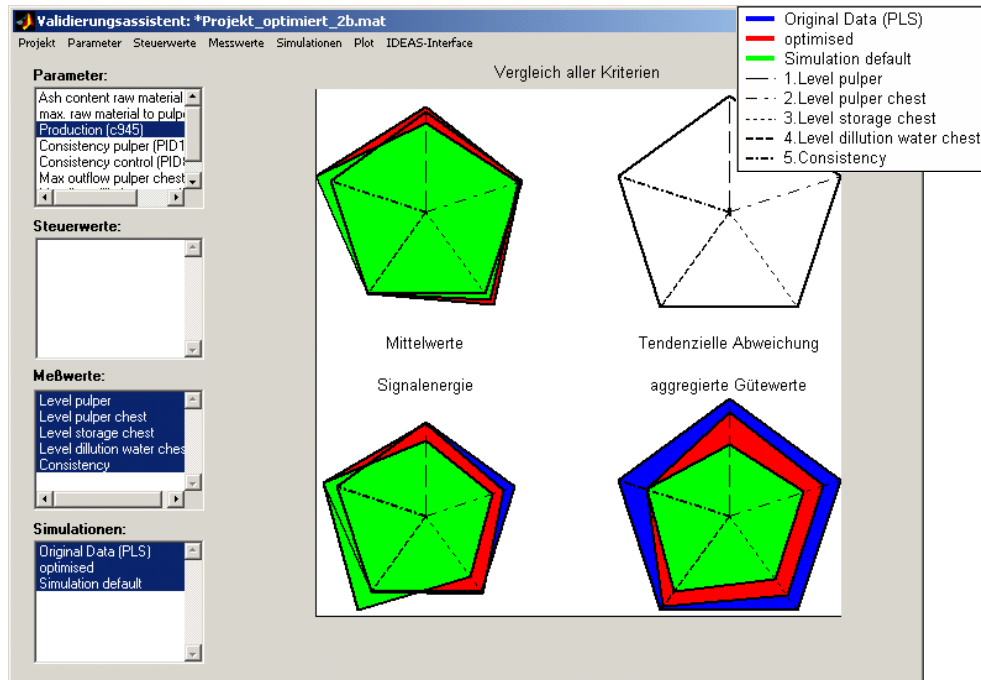 Validierungsassistent: *Projekt_optimiert_2b.mat
Projekt Parameter Steuerwerte Messwerte Simulationen Plot IDEAS-Interface
Original Data (PLS)
optimised
Simulation default
1.Level pulper
2.Level pulper chest
3.Level storage chest
4.Level dillution water chest
5.Consistency
Parameter:
Ash content raw material
max. raw material to pulp
Production (c945)
Consistency pulper (PID1
Consistency control (PID
Max outflow pulper chest
Steuerwerte:
Meßwerte:
Level pulper
Level pulper chest
Level storage chest
Level dillution water ches
Consistency
Simulationen:
Original Data (PLS)
optimised
Simulation default
Vergleich aller Kriterien
Mittelwerte
Tendenzielle Abweichung
Signalenergie
aggregierte Gütewerte